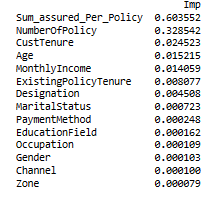 Imp
Sum_assured_Per_Policy 0.603552
NumberOfPolicy 0.328542
CustTenure 0.024523
Age 0.015215
MonthlyIncome 0.014059
ExistingPolicyTenure 0.008077
Designation 0.004508
MaritalStatus 0.000723
PaymentMethod 0.000248
EducationField 0.000162
Occupation 0.000109
Gender 0.000103
Channel 0.000100
Zone 0.000079